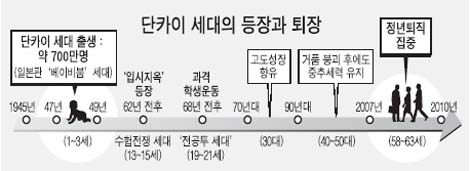 단카이 세대의 등장과 퇴장
단카이 세대 출생 :
약 700만명
(일본판 '베이비붐' 세대)
'입시지옥'
등장
62년 전후
과격
학생운동
68년 전후
고도성장
향유
거품 붕괴 후에도
중추세력 유지
정년퇴직
집중
1945년 47년 49년 70년대 90년대 2007년 2010년
(1~3세)
수험전쟁 세대
(13~15세)
'전공투 세대'
(19~21세)
(30대)
(40~50대)
(58~63세)